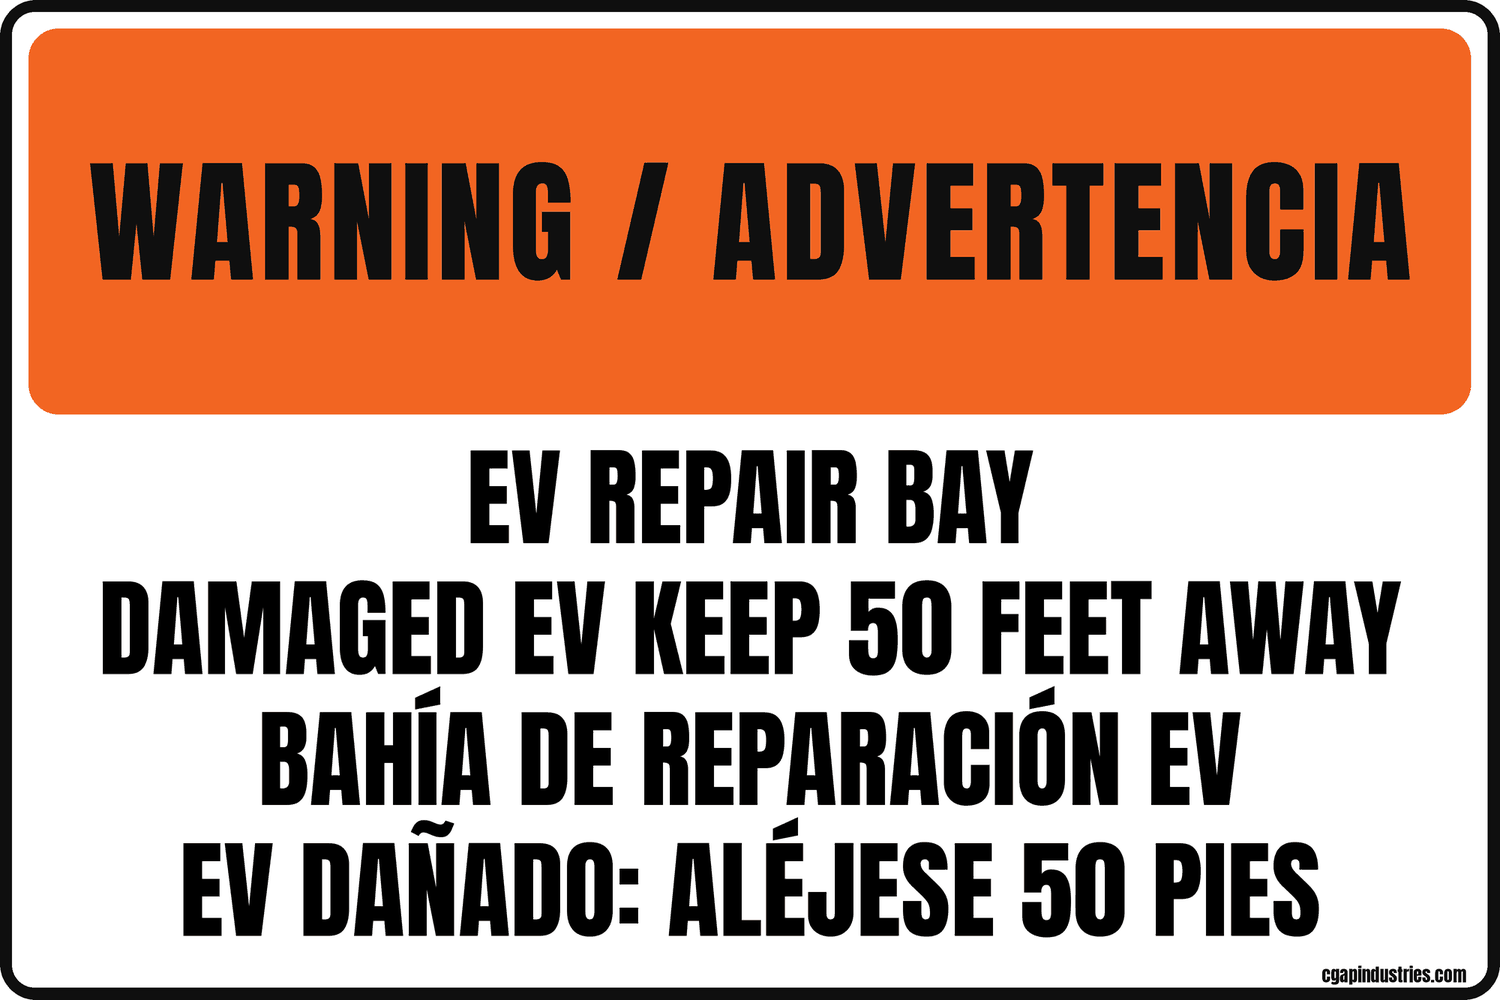 WARNING / ADVERTENCIA
EV REPAIR BAY
DAMAGED EV KEEP 50 FEET AWAY
BAHÍA DE REPARACIÓN EV
EV DAÑADO: ALÉJESE 50 PIES
cgapindustries.com